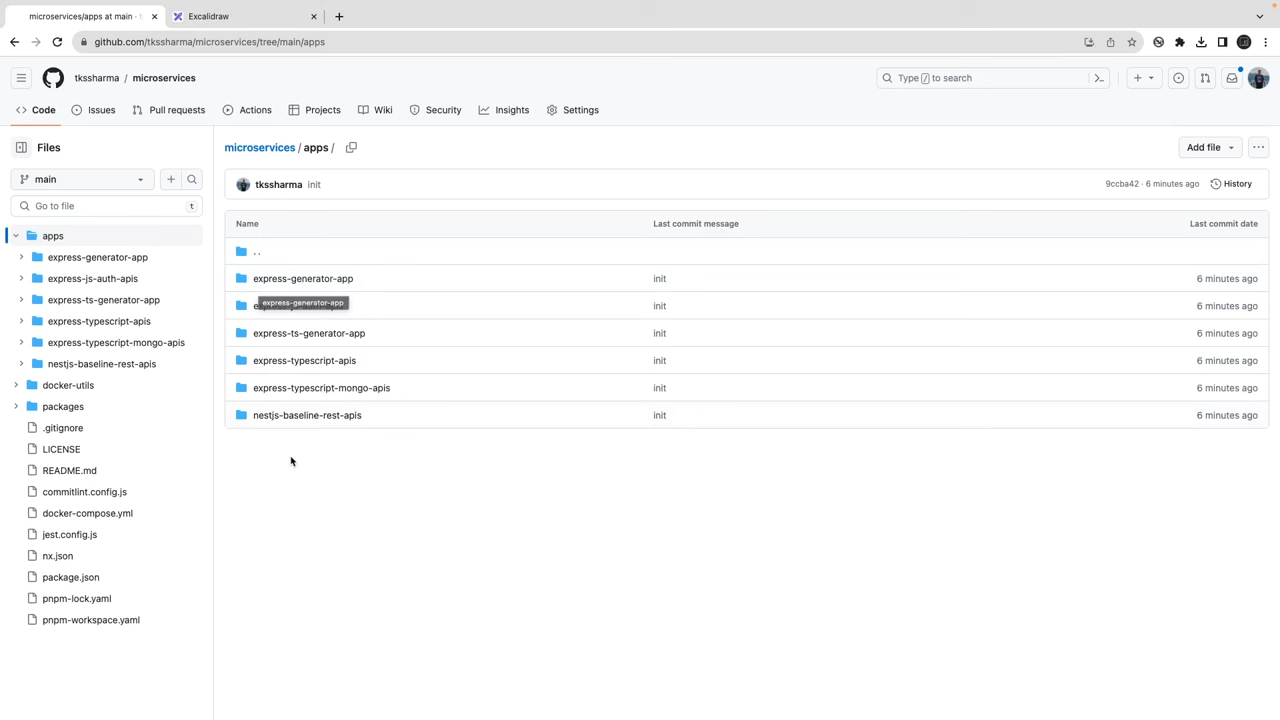 microservices/apps at main · t
Excalidraw
github.com/tkssharma/microservices/tree/main/apps
tkssharma / microservices
Type / to search
Code
Issues
Pull requests
Actions
Projects
Wiki
Security
Insights
Settings
Files
main
Go to file
t
apps
express-generator-app
express-js-auth-apis
express-ts-generator-app
express-typescript-apis
express-typescript-mongo-apis
nestjs-baseline-rest-apis
docker-utils
packages
.gitignore
LICENSE
README.md
commitlint.config.js
docker-compose.yml
jest.config.js
nx.json
package.json
pnpm-lock.yaml
pnpm-workspace.yaml
microservices / apps /
Add file
tkssharma init
9ccba42 · 6 minutes ago
History
Name Last commit message Last commit date
..
express-generator-app init 6 minutes ago
express-generator-app
init 6 minutes ago
express-ts-generator-app init 6 minutes ago
express-typescript-apis init 6 minutes ago
express-typescript-mongo-apis init 6 minutes ago
nestjs-baseline-rest-apis init 6 minutes ago